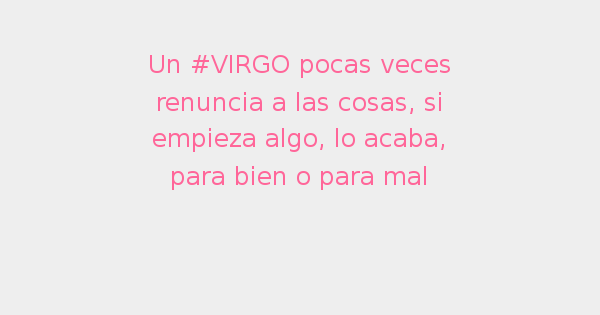 Un #VIRGO pocas veces
renuncia a las cosas, si
empieza algo, lo acaba,
para bien o para mal